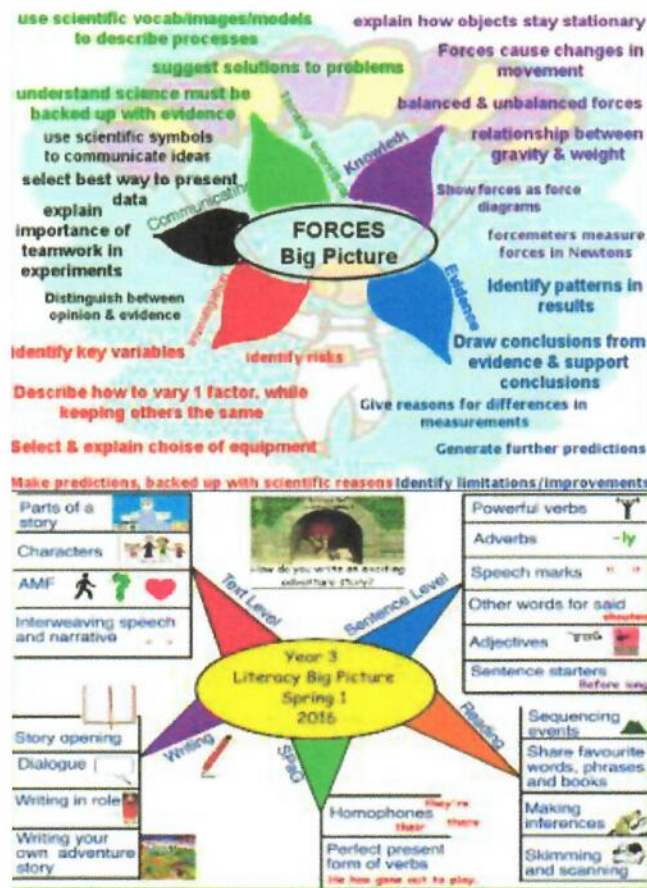 use scientific vocab/images/models
to describe processes
suggest solutions to problems
understand science must be
backed up with evidence
use scientific symbols
to communicate ideas
select best way to present
data
explain
importance of
teamwork in
experiments
Distinguish between
opinion & evidence
explain how objects stay stationary
Forces cause changes in
movement
balanced & unbalanced forces
relationship between
gravity & weight
Show forces as force
diagrams
forcemeters measure
forces in Newtons
Identify patterns in
results
Draw conclusions from
evidence & support
conclusions
Give reasons for differences in
measurements
Generate further predictions
Identify limitations/improvements
Communicating
Knowledge
Evidence
Investigation
FORCES
Big Picture
identify key variables
identify risks
Describe how to vary 1 factor, while
keeping others the same
Select & explain choise of equipment
Make predictions, backed up with scientific reasons
Parts of a
story
Characters
AMF
Interweaving speech
and narrative
Text Level
How do you write an exciting
adventure story?
Sentence Level
Powerful verbs
Adverbs
-ly
Speech marks
" "
Other words for said
shouted
Adjectives
Sentence starters
Before long
Year 3
Literacy Big Picture
Spring 1
2016
Writing
Story opening
Dialogue
Writing in role
Writing your
own adventure
story
SPaG
Homophones
they're
their
there
Perfect present
form of verbs
He has gone out to play.
Reading
Sequencing
events
Share favourite
words, phrases
and books
Making
inferences
Skimming
and scanning